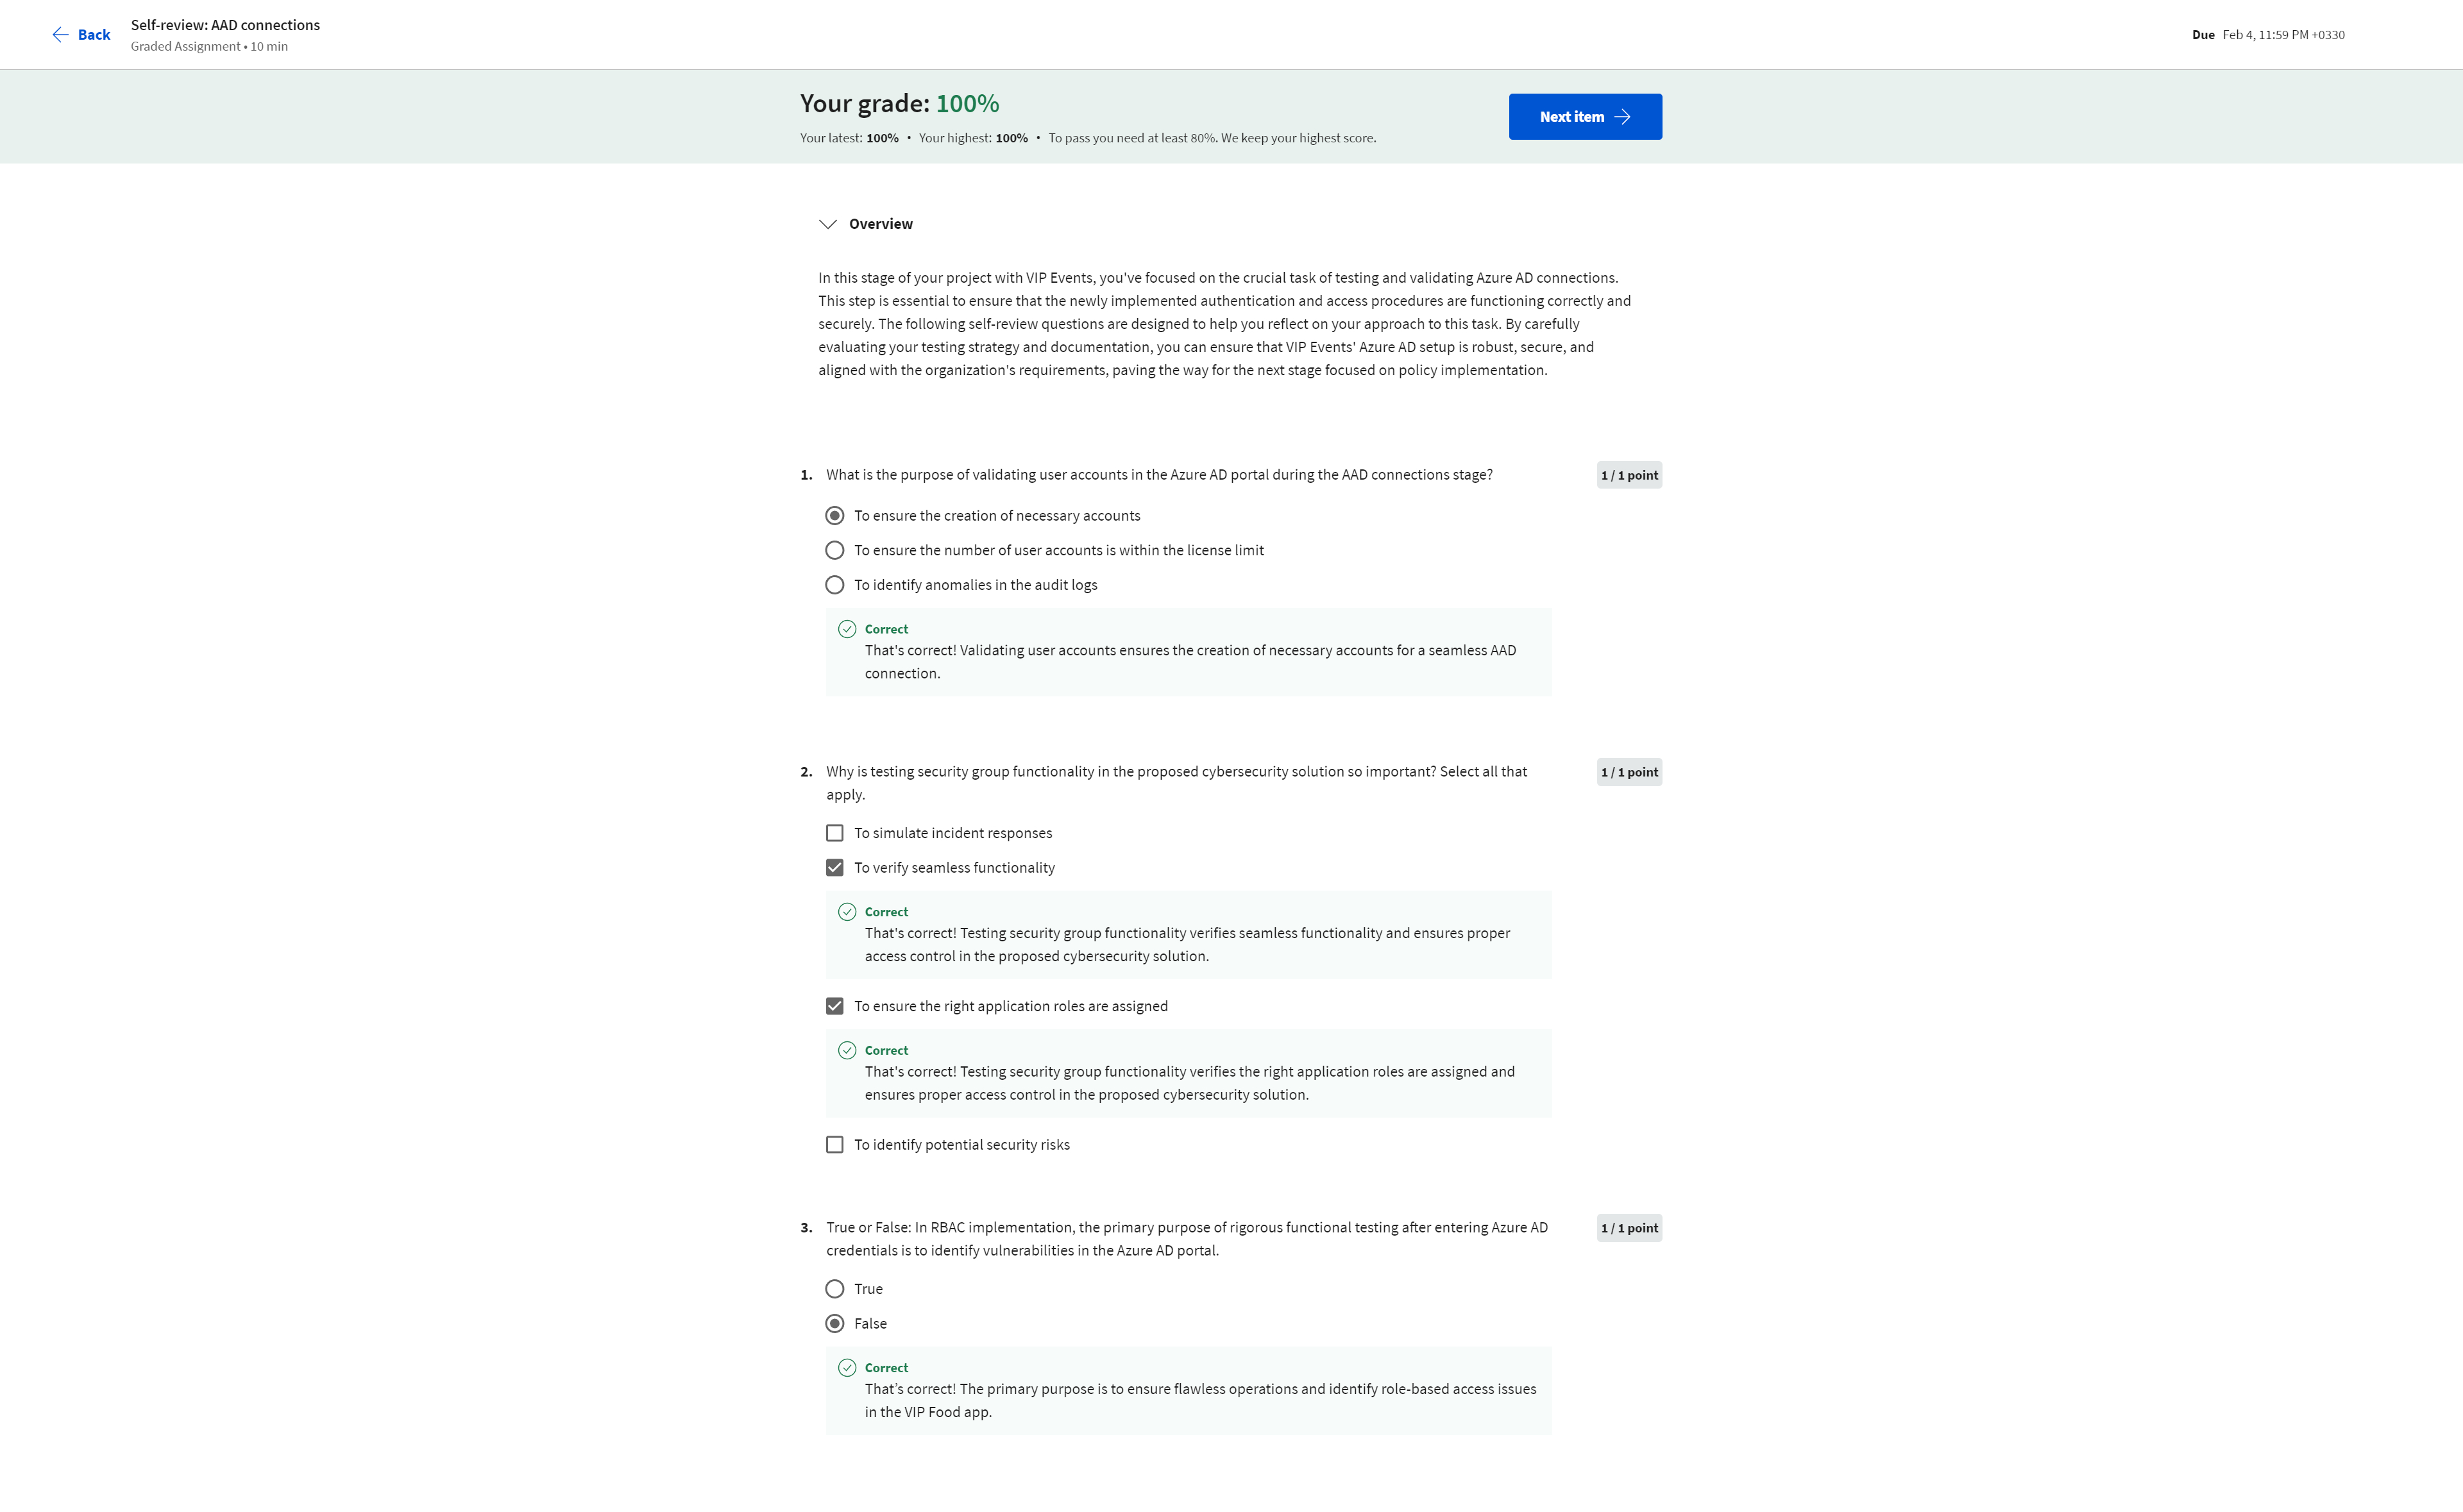 Back
Self-review: AAD connections
Graded Assignment • 10 min
Due Feb 4, 11:59 PM +0330
Your grade: 100%
Your latest: 100% • Your highest: 100% • To pass you need at least 80%. We keep your highest score.
Next item
Overview
In this stage of your project with VIP Events, you've focused on the crucial task of testing and validating Azure AD connections.
This step is essential to ensure that the newly implemented authentication and access procedures are functioning correctly and
securely. The following self-review questions are designed to help you reflect on your approach to this task. By carefully
evaluating your testing strategy and documentation, you can ensure that VIP Events' Azure AD setup is robust, secure, and
aligned with the organization's requirements, paving the way for the next stage focused on policy implementation.
1. What is the purpose of validating user accounts in the Azure AD portal during the AAD connections stage?
1 / 1 point
To ensure the creation of necessary accounts
To ensure the number of user accounts is within the license limit
To identify anomalies in the audit logs
Correct
That's correct! Validating user accounts ensures the creation of necessary accounts for a seamless AAD
connection.
2. Why is testing security group functionality in the proposed cybersecurity solution so important? Select all that
apply.
1 / 1 point
To simulate incident responses
To verify seamless functionality
Correct
That's correct! Testing security group functionality verifies seamless functionality and ensures proper
access control in the proposed cybersecurity solution.
To ensure the right application roles are assigned
Correct
That's correct! Testing security group functionality verifies the right application roles are assigned and
ensures proper access control in the proposed cybersecurity solution.
To identify potential security risks
3. True or False: In RBAC implementation, the primary purpose of rigorous functional testing after entering Azure AD
credentials is to identify vulnerabilities in the Azure AD portal.
1 / 1 point
True
False
Correct
That’s correct! The primary purpose is to ensure flawless operations and identify role-based access issues
in the VIP Food app.